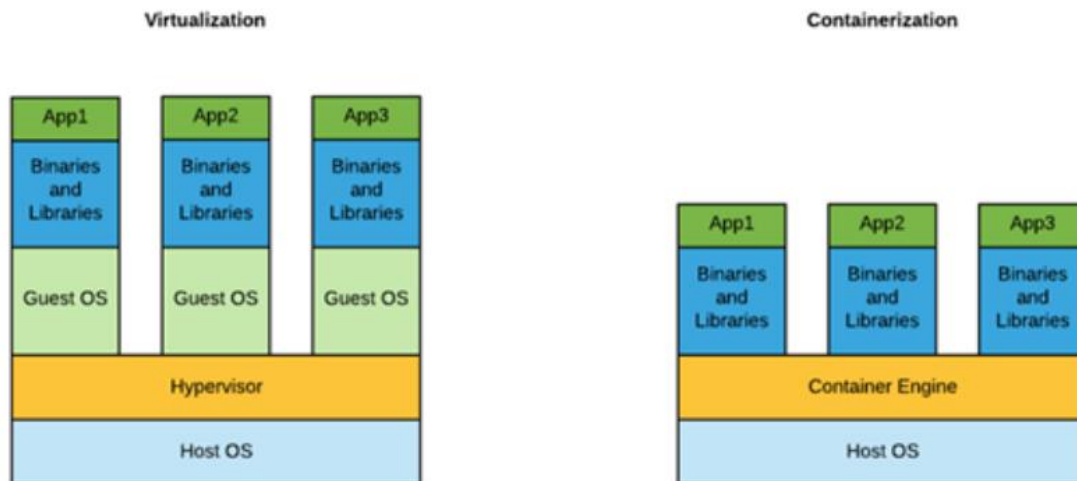 Virtualization
Containerization
App1
App2
App3
Binaries
and
Libraries
Binaries
and
Libraries
Binaries
and
Libraries
Guest OS
Guest OS
Guest OS
Hypervisor
Host OS
App1
App2
App3
Binaries
and
Libraries
Binaries
and
Libraries
Binaries
and
Libraries
Container Engine
Host OS